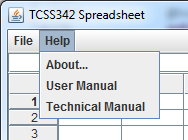 TCSS342 Spreadsheet
File Help
About...
User Manual
1 Technical Manual
2
3